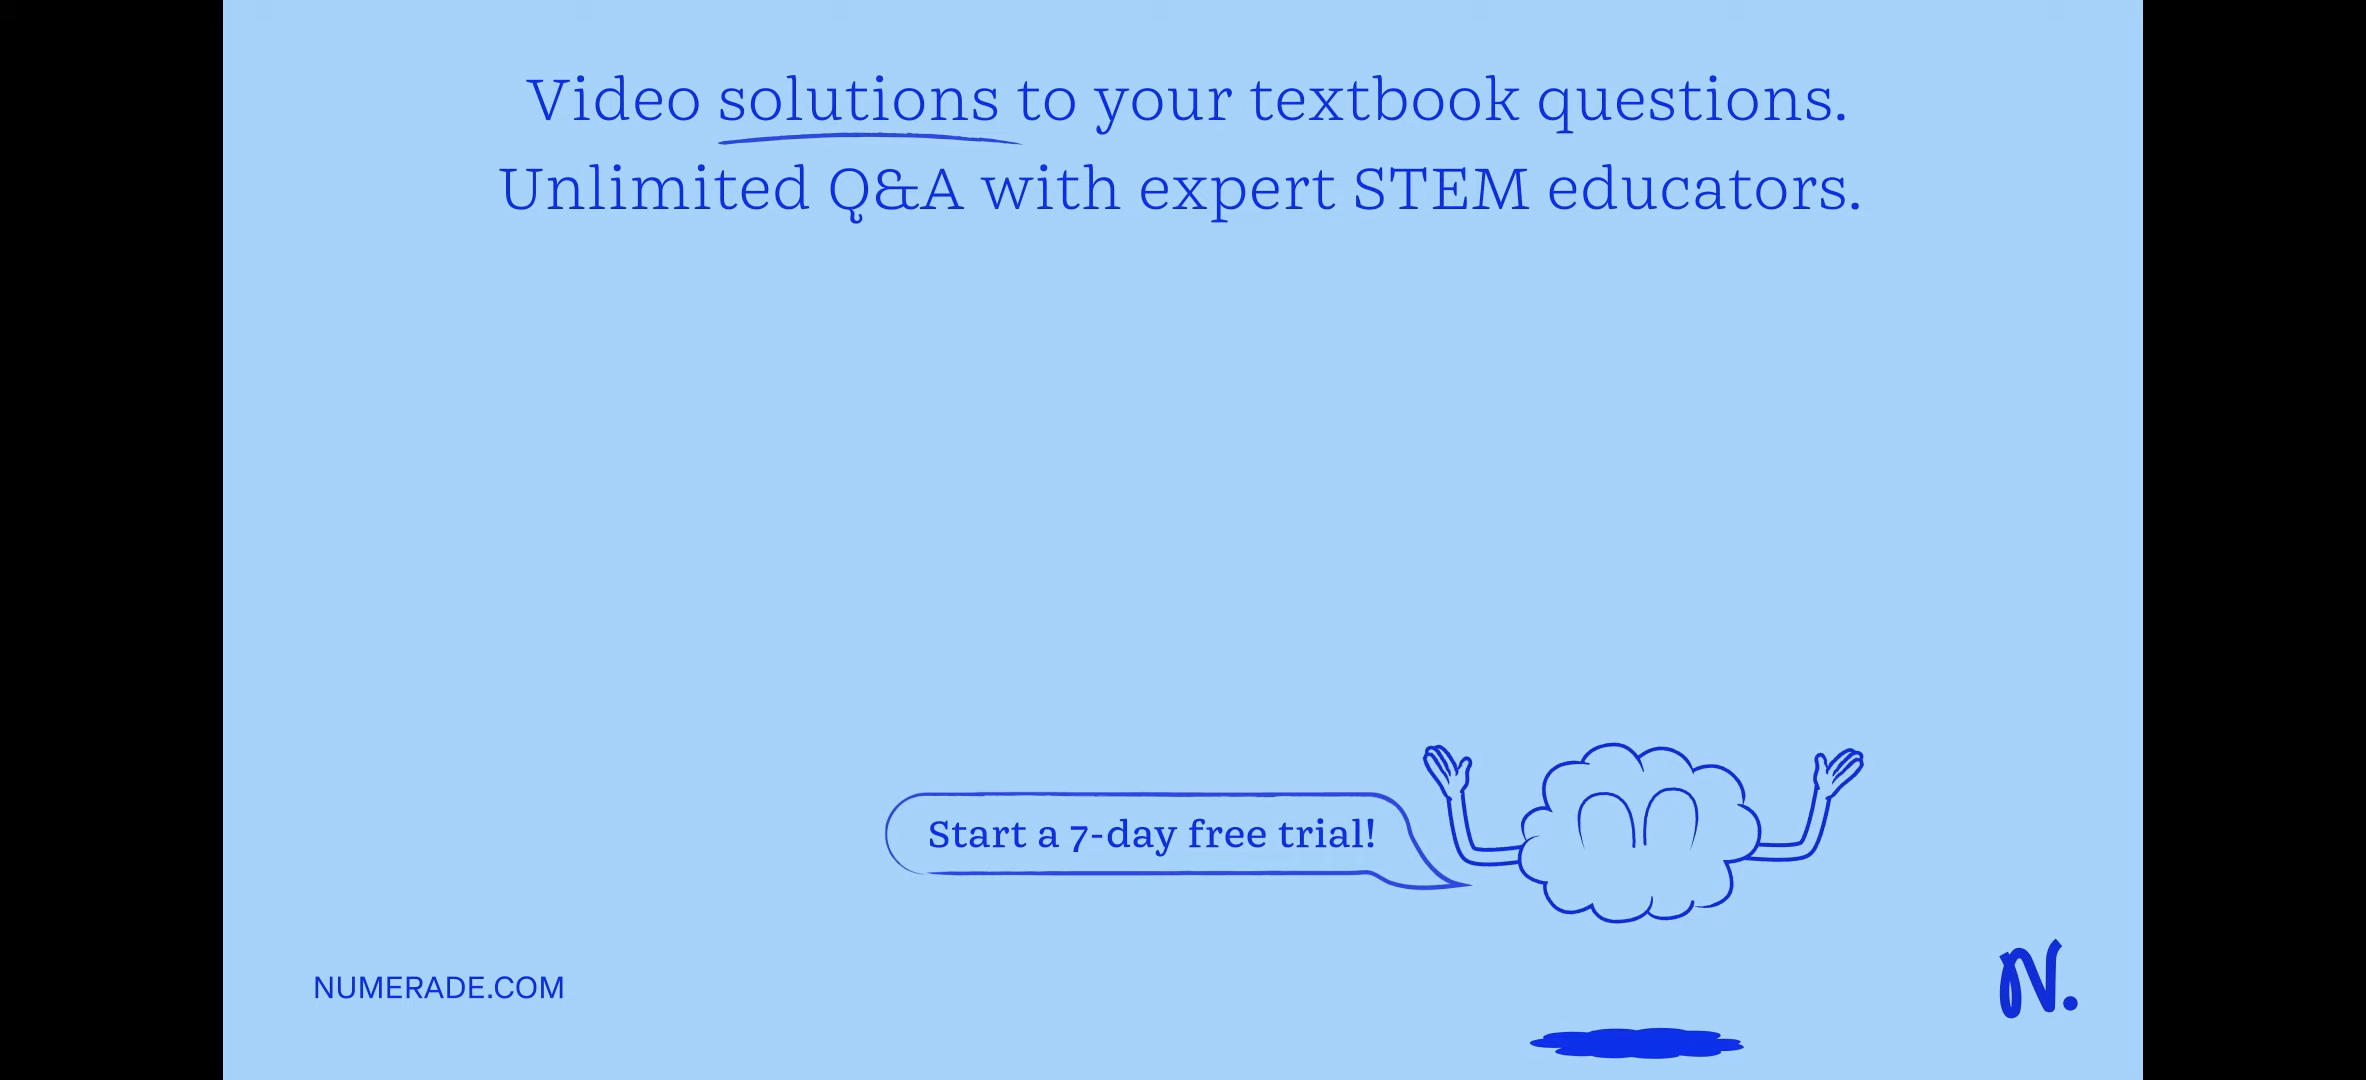 Video solutions to your textbook questions.
Unlimited Q&A with expert STEM educators.
Start a 7-day free trial!
NUMERADE.COM
N.